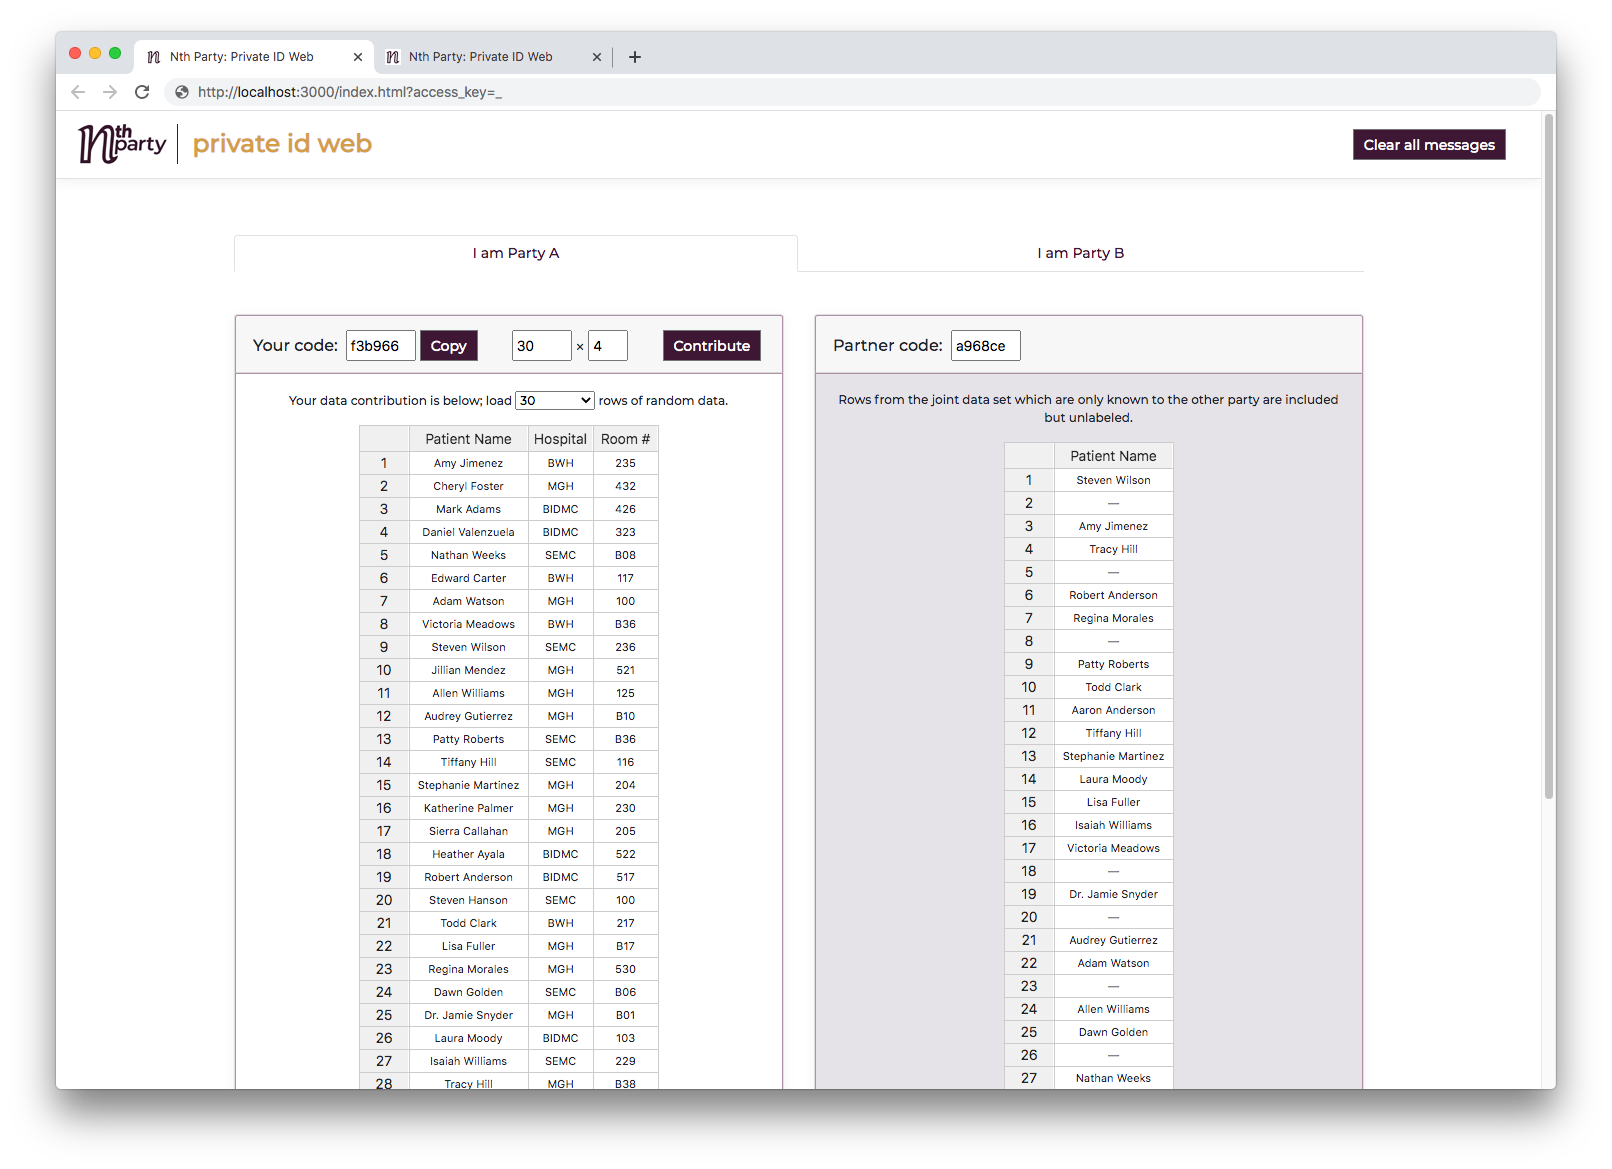 Nth Party: Private ID Web
Nth Party: Private ID Web
http://localhost:3000/index.html?access_key=_
nth party
private id web
Clear all messages
I am Party A
I am Party B
Your code: f3b966 Copy 30 × 4 Contribute
Your data contribution is below; load 30 rows of random data.
Patient Name Hospital Room #
1 Amy Jimenez BWH 235
2 Cheryl Foster MGH 432
3 Mark Adams BIDMC 426
4 Daniel Valenzuela BIDMC 323
5 Nathan Weeks SEMC B08
6 Edward Carter BWH 117
7 Adam Watson MGH 100
8 Victoria Meadows BWH B36
9 Steven Wilson SEMC 236
10 Jillian Mendez MGH 521
11 Allen Williams MGH 125
12 Audrey Gutierrez MGH B10
13 Patty Roberts SEMC B36
14 Tiffany Hill SEMC 116
15 Stephanie Martinez MGH 204
16 Katherine Palmer MGH 230
17 Sierra Callahan MGH 205
18 Heather Ayala BIDMC 522
19 Robert Anderson BIDMC 517
20 Steven Hanson SEMC 100
21 Todd Clark BWH 217
22 Lisa Fuller MGH B17
23 Regina Morales MGH 530
24 Dawn Golden SEMC B06
25 Dr. Jamie Snyder MGH B01
26 Laura Moody BIDMC 103
27 Isaiah Williams SEMC 229
28 Tracy Hill MGH B38
Partner code: a968ce
Rows from the joint data set which are only known to the other party are included
but unlabeled.
Patient Name
1 Steven Wilson
2 —
3 Amy Jimenez
4 Tracy Hill
5 —
6 Robert Anderson
7 Regina Morales
8 —
9 Patty Roberts
10 Todd Clark
11 Aaron Anderson
12 Tiffany Hill
13 Stephanie Martinez
14 Laura Moody
15 Lisa Fuller
16 Isaiah Williams
17 Victoria Meadows
18 —
19 Dr. Jamie Snyder
20 —
21 Audrey Gutierrez
22 Adam Watson
23 —
24 Allen Williams
25 Dawn Golden
26 —
27 Nathan Weeks